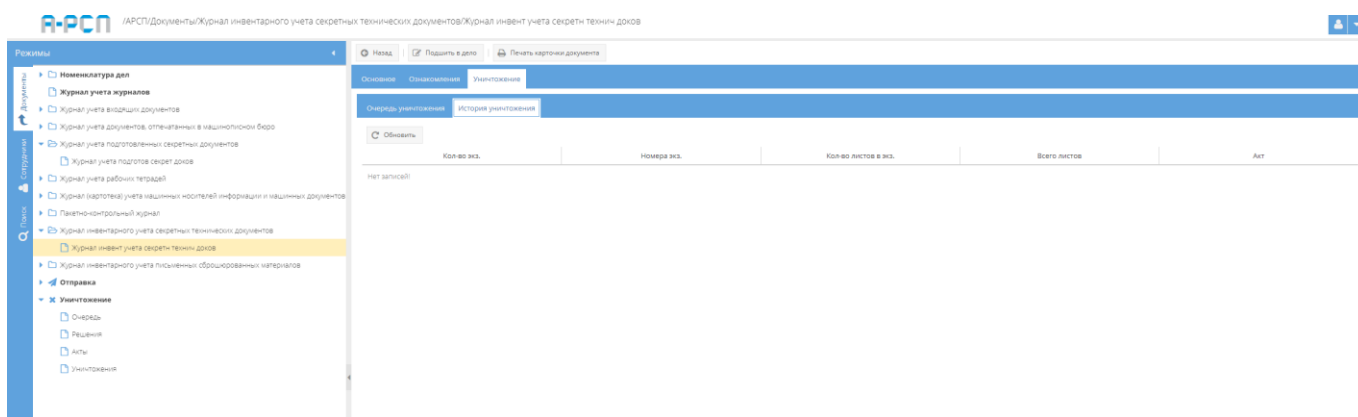 А-РСП
/АРСП/Документы/Журнал инвентарного учета секретных технических документов/Журнал инвент учета секретн технич доков
Режимы
Документы
Сотрудники
Поиск
Номенклатура дел
Журнал учета журналов
Журнал учета входящих документов
Журнал учета документов, отпечатанных в машинописном бюро
Журнал учета подготовленных секретных документов
Журнал учета подготов секрет доков
Журнал учета рабочих тетрадей
Журнал (картотека) учета машинных носителей информации и машинных документов
Пакетно-контрольный журнал
Журнал инвентарного учета секретных технических документов
Журнал инвент учета секретн технич доков
Журнал инвентарного учета письменных сброшюрованных материалов
Отправка
Уничтожение
Очередь
Решения
Акты
Уничтожения
Назад Подшить в дело Печать карточки документа
Основное Ознакомления Уничтожение
Очередь уничтожения История уничтожения
Обновить
Кол-во экз. Номера экз. Кол-во листов в экз. Всего листов Акт
Нет записей!